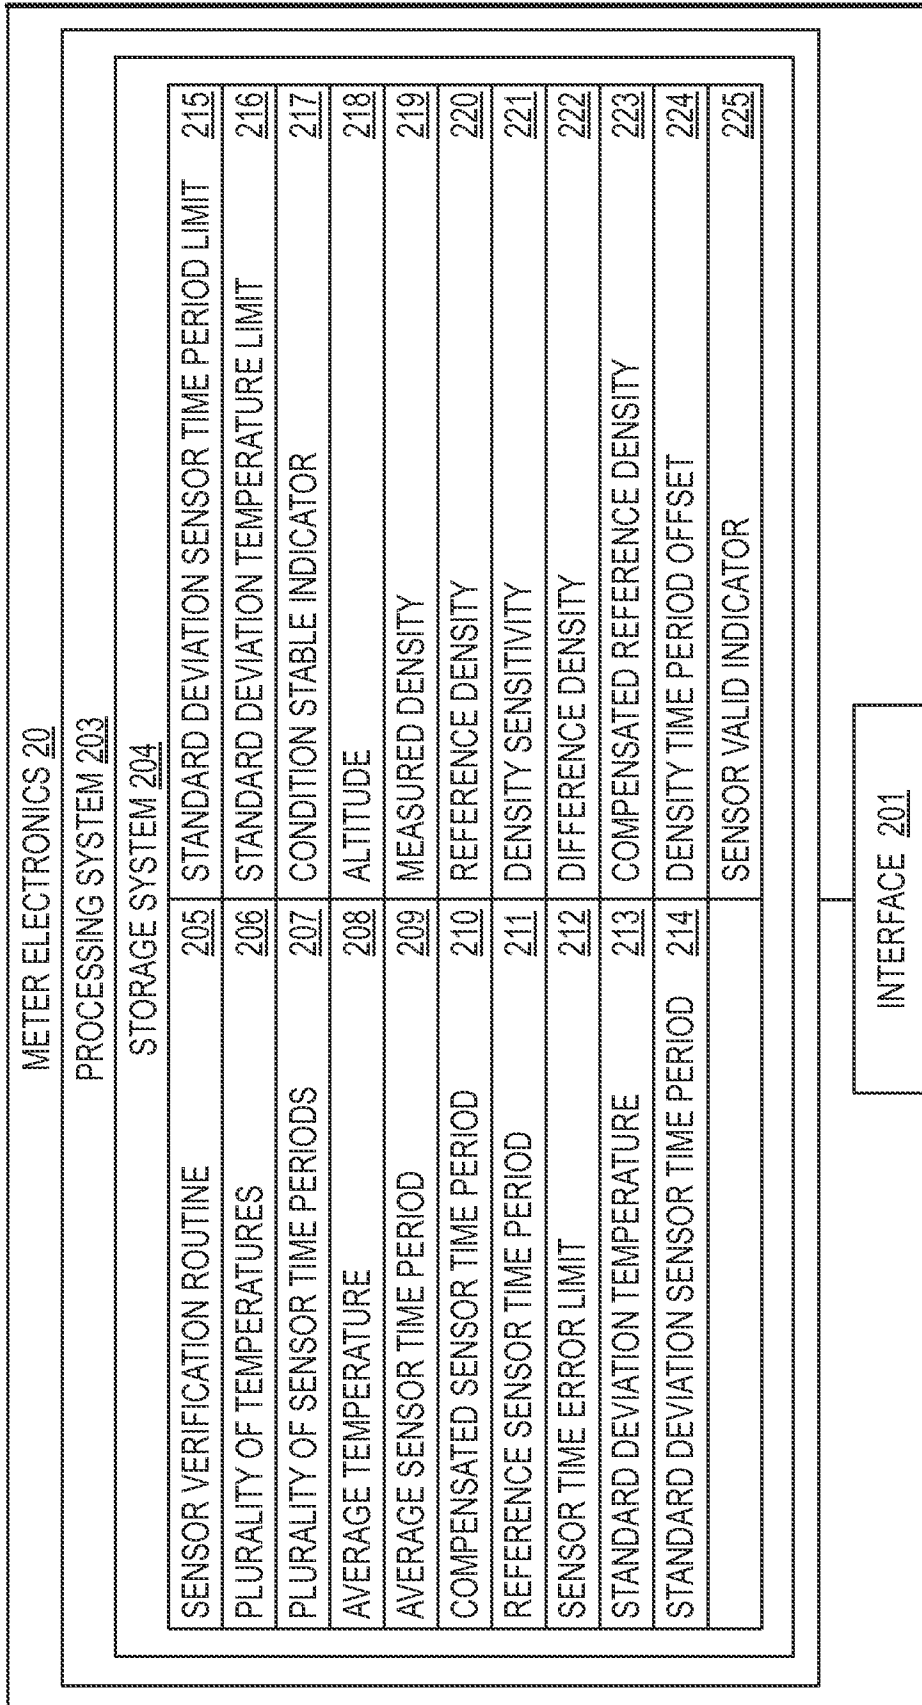 METER ELECTRONICS 20
PROCESSING SYSTEM 203
STORAGE SYSTEM 204
SENSOR VERIFICATION ROUTINE 205
PLURALITY OF TEMPERATURES 206
PLURALITY OF SENSOR TIME PERIODS 207
AVERAGE TEMPERATURE 208
AVERAGE SENSOR TIME PERIOD 209
COMPENSATED SENSOR TIME PERIOD 210
REFERENCE SENSOR TIME PERIOD 211
SENSOR TIME ERROR LIMIT 212
STANDARD DEVIATION TEMPERATURE 213
STANDARD DEVIATION SENSOR TIME PERIOD 214
STANDARD DEVIATION SENSOR TIME PERIOD LIMIT 215
STANDARD DEVIATION TEMPERATURE LIMIT 216
CONDITION STABLE INDICATOR 217
ALTITUDE 218
MEASURED DENSITY 219
REFERENCE DENSITY 220
DENSITY SENSITIVITY 221
DIFFERENCE DENSITY 222
COMPENSATED REFERENCE DENSITY 223
DENSITY TIME PERIOD OFFSET 224
SENSOR VALID INDICATOR 225
INTERFACE 201